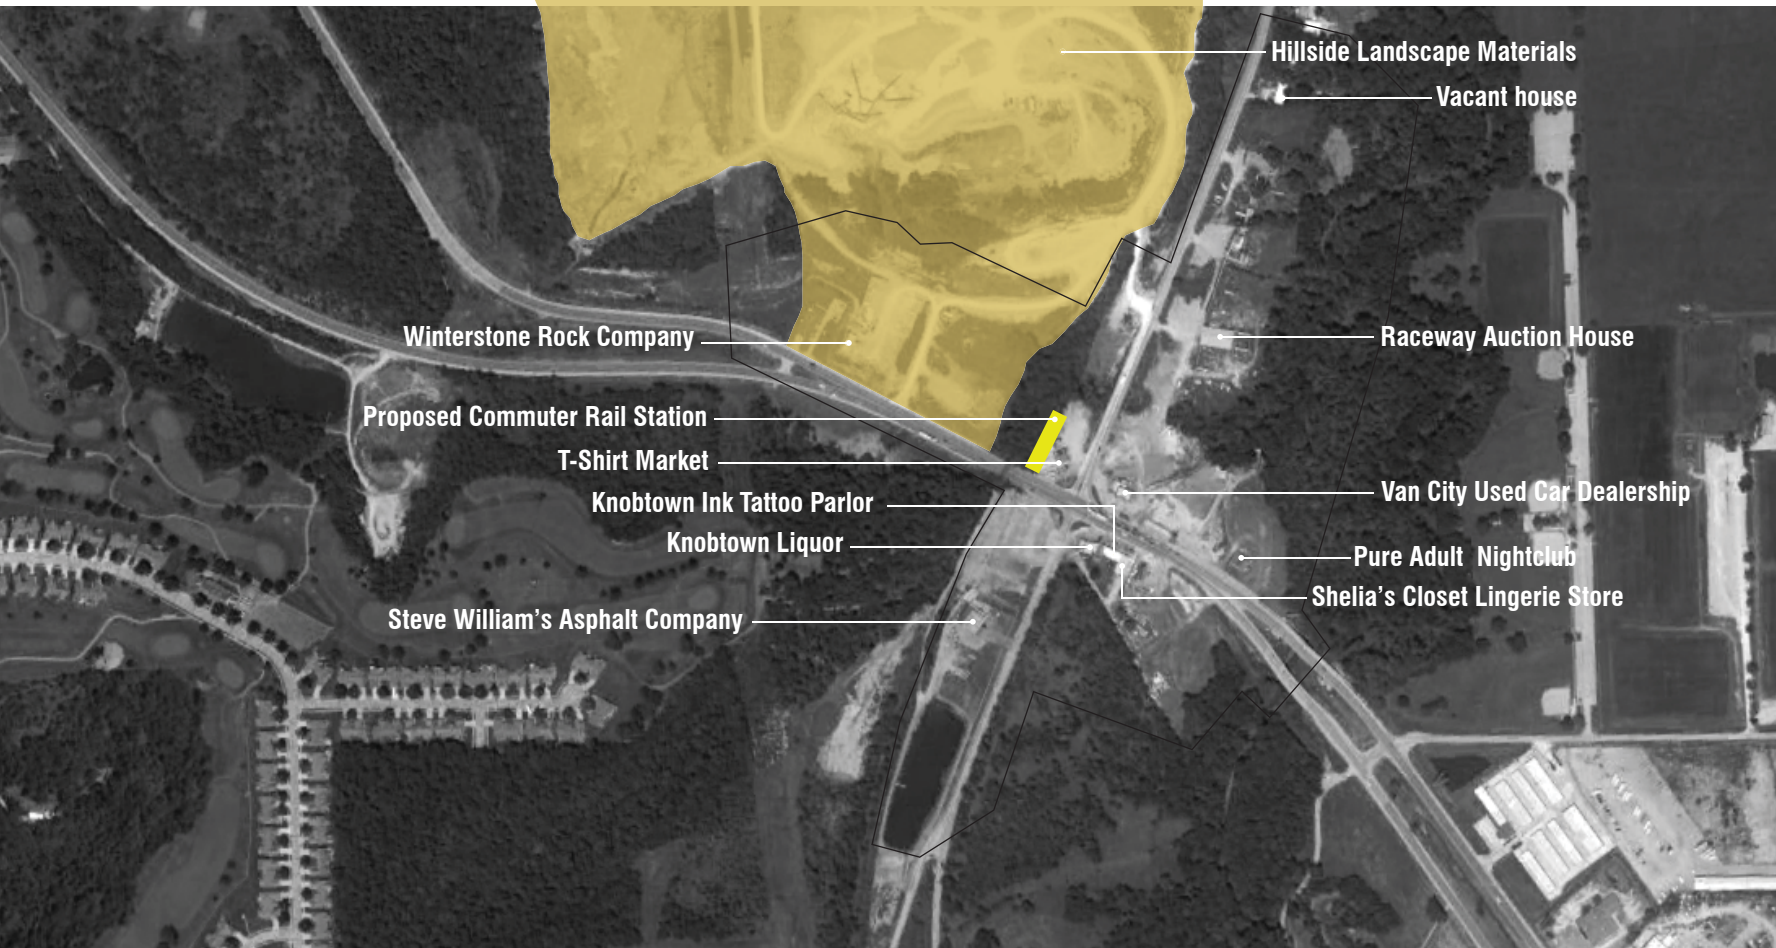 Hillside Landscape Materials
Vacant house
Winterstone Rock Company
Raceway Auction House
Proposed Commuter Rail Station
T-Shirt Market
Knobtown Ink Tattoo Parlor
Van City Used Car Dealership
Knobtown Liquor
Pure Adult  Nightclub
Shelia's Closet Lingerie Store
Steve William's Asphalt Company